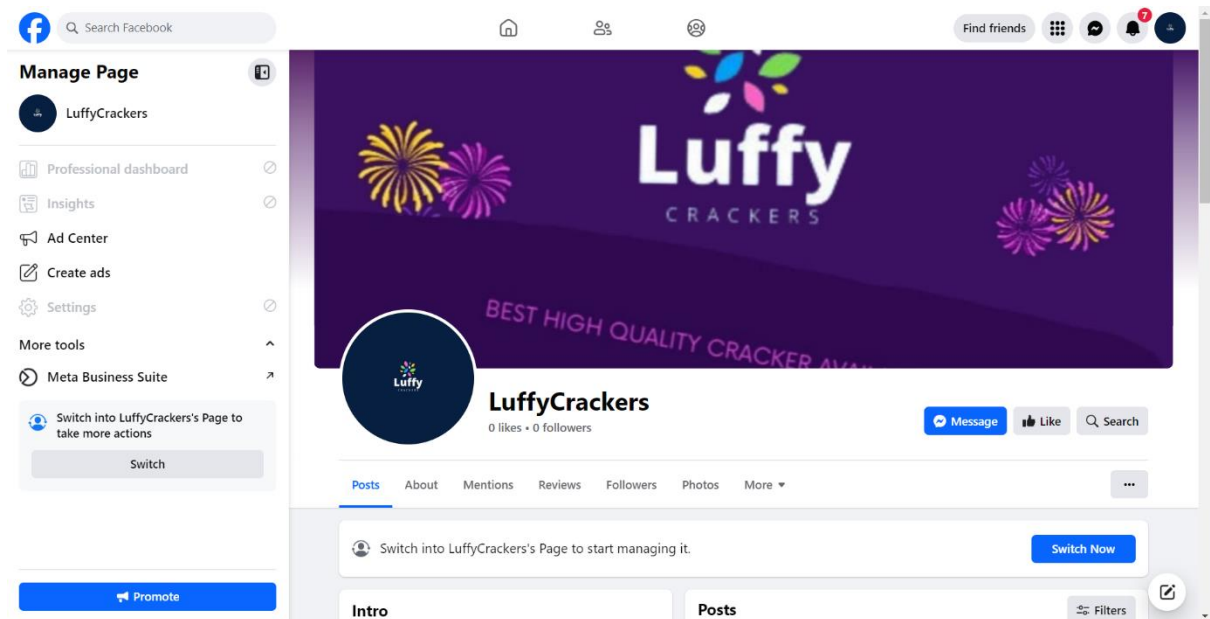 Search Facebook
Find friends
7
Manage Page
LuffyCrackers
Professional dashboard
Insights
Ad Center
Create ads
Settings
More tools
Meta Business Suite
Switch into LuffyCrackers's Page to
take more actions
Switch
Promote
Luffy
CRACKERS
BEST HIGH QUALITY CRACKER
Luffy
LuffyCrackers
0 likes • 0 followers
Message
Like
Search
Posts About Mentions Reviews Followers Photos More
Switch into LuffyCrackers's Page to start managing it.
Switch Now
Intro
Posts
Filters